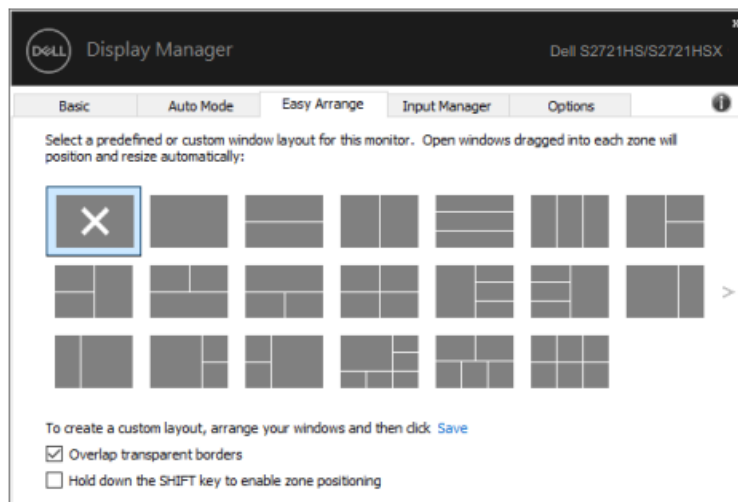 DELL Display Manager Dell S2721HS/S2721HSX
Basic Auto Mode Easy Arrange Input Manager Options
Select a predefined or custom window layout for this monitor. Open windows dragged into each zone will
position and resize automatically:
To create a custom layout, arrange your windows and then click Save
Overlap transparent borders
Hold down the SHIFT key to enable zone positioning